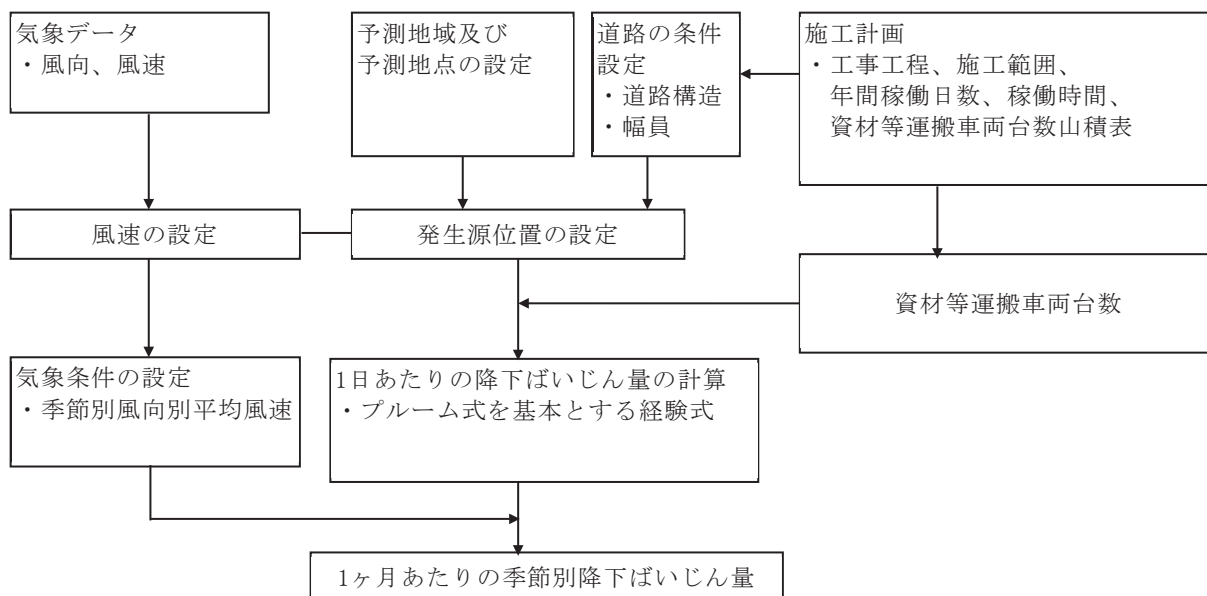 気象データ
・風向、風速
予測地域及び
予測地点の設定
道路の条件
設定
・道路構造
・幅員
施工計画
・工事工程、施工範囲、
年間稼働日数、稼働時間、
資材等運搬車両台数山積表
風速の設定
発生源位置の設定
資材等運搬車両台数
気象条件の設定
・季節別風向別平均風速
1日あたりの降下ばいじん量の計算
・プルーム式を基本とする経験式
1ヶ月あたりの季節別降下ばいじん量